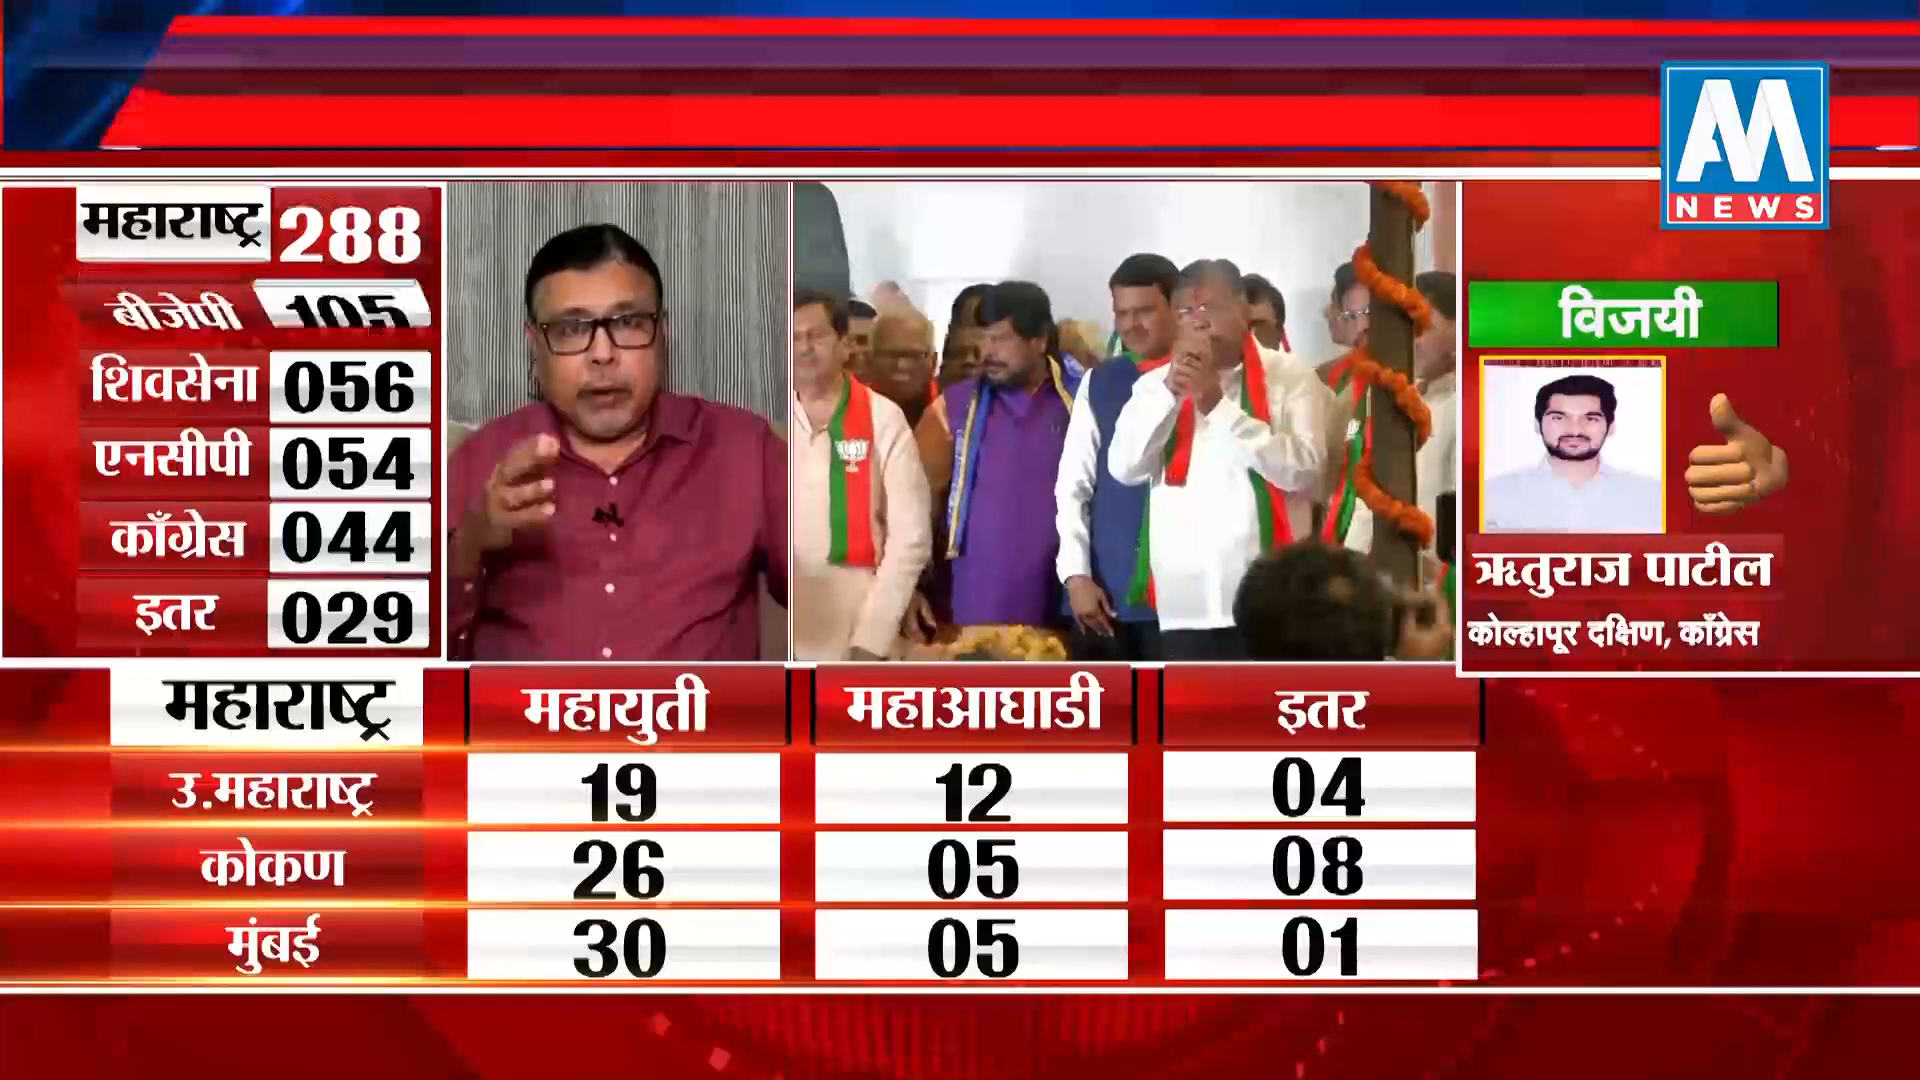 AM
NEWS
महाराष्ट्र 288
बीजेपी 105
शिवसेना 056
एनसीपी 054
काँग्रेस 044
इतर 029
विजयी
ऋतुराज पाटील
कोल्हापूर दक्षिण, काँग्रेस
महाराष्ट्र महायुती महाआघाडी इतर
उ.महाराष्ट्र 19 12 04
कोकण 26 05 08
मुंबई 30 05 01